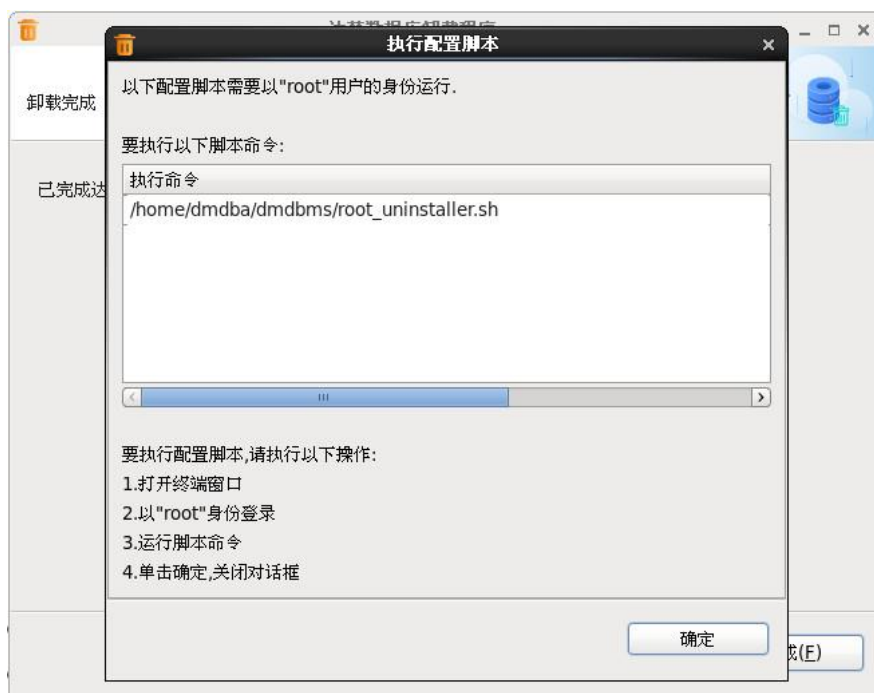 执行配置脚本
卸载完成
以下配置脚本需要以"root"用户的身份运行.
要执行以下脚本命令:
执行命令
已完成达
/home/dmdba/dmdbms/root_uninstaller.sh
要执行配置脚本,请执行以下操作:
1.打开终端窗口
2.以"root"身份登录
3.运行脚本命令
4.单击确定,关闭对话框
确定
(F)